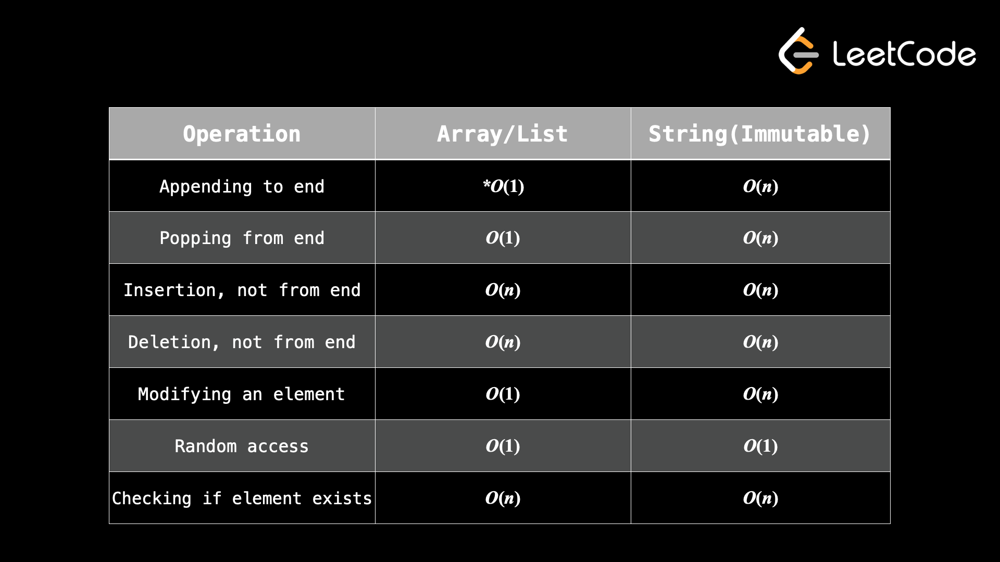 LeetCode
Operation Array/List String(Immutable)
Appending to end *O(1) O(n)
Popping from end O(1) O(n)
Insertion, not from end O(n) O(n)
Deletion, not from end O(n) O(n)
Modifying an element O(1) O(n)
Random access O(1) O(1)
Checking if element exists O(n) O(n)